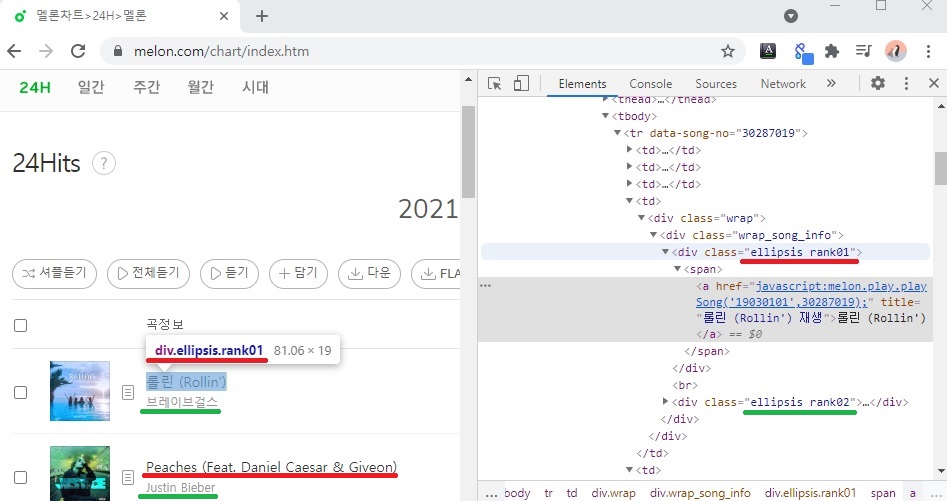 멜론차트>24H>멜론
melon.com/chart/index.htm
24H 일간 주간 월간 시대
24Hits ?
2021
셔플듣기 전체듣기 듣기 담기 다운 FLA
곡정보
div.ellipsis.rank01 81.06 × 19
롤린 (Rollin')
브레이브걸스
Peaches (Feat. Daniel Caesar & Giveon)
Justin Bieber
Elements Console Sources Network »
<thead>…</thead>
<tbody>
<tr data-song-no="30287019">
<td>…</td>
<td>…</td>
<td>…</td>
<td>
<div class="wrap">
<div class="wrap_song_info">
<div class="ellipsis rank01">
<span>
<a href="javascript:melon.play.play
Song('19030101',30287019);" title=
"롤린 (Rollin') 재생">롤린 (Rollin')
</a> == $0
</span>
</div>
<br>
<div class="ellipsis rank02">…</div>
</div>
</div>
</td>
<td>
... body tr td div.wrap div.wrap_song_info div.ellipsis.rank01 span a ...